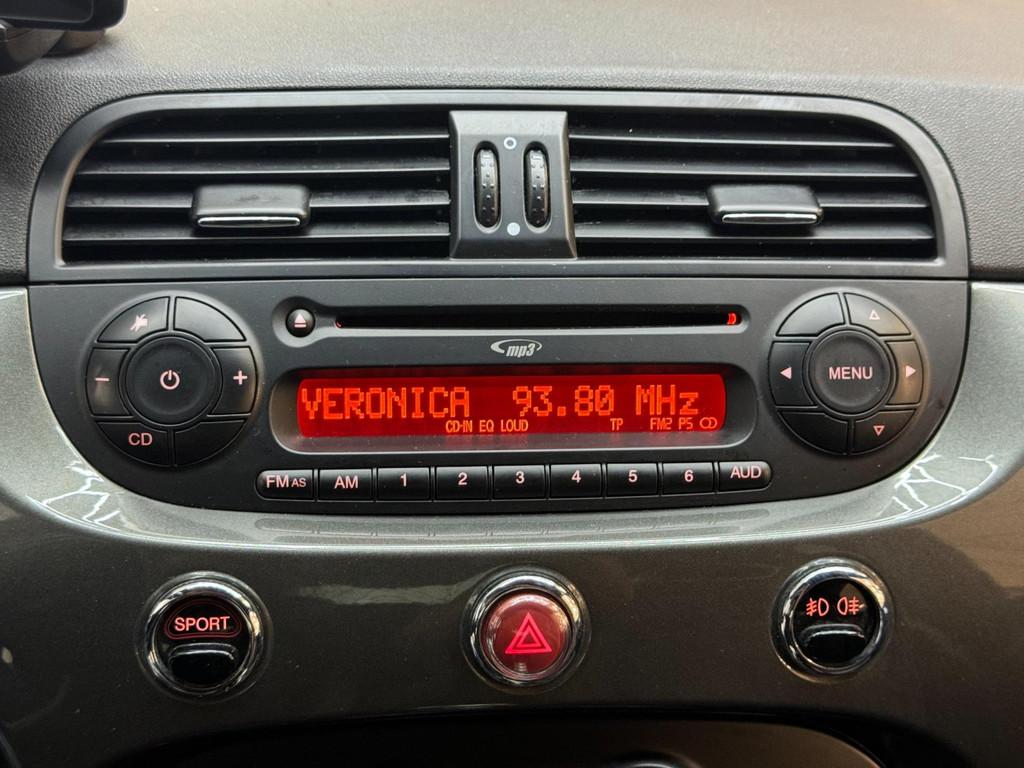 mp3
VERONICA 93.80 MHz
CD-IN EQ LOUD TP FM2 P5
MENU
CD
FM AS AM 1 2 3 4 5 6 AUD
SPORT